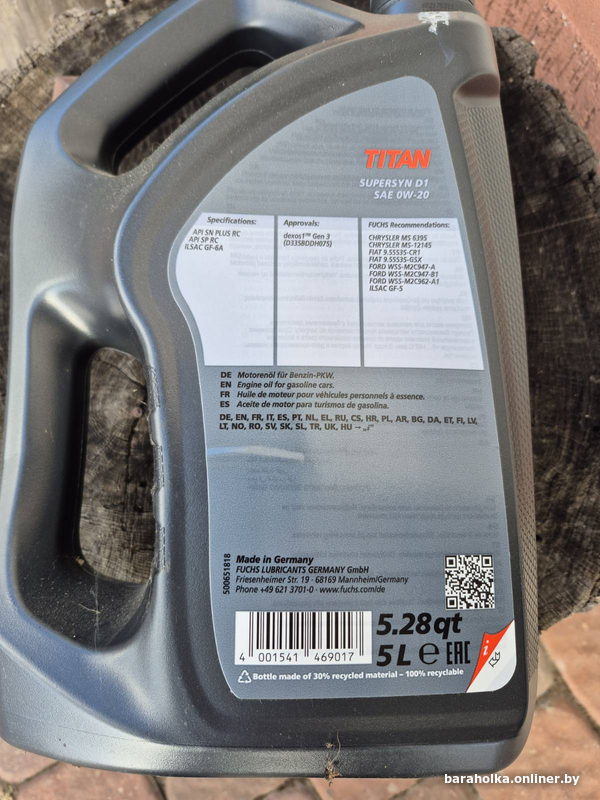 TITAN
SUPERSYN D1
SAE 0W-20
Specifications:
API SN PLUS RC
API SP RC
ILSAC GF-6A
Approvals:
dexos1™ Gen 3
(D335BDDH075)
FUCHS Recommendations:
CHRYSLER MS 6395
CHRYSLER MS-12145
FIAT 9.55535-CR1
FIAT 9.55535-GSX
FORD WSS-M2C947-A
FORD WSS-M2C947-B1
FORD WSS-M2C962-A1
ILSAC GF-5
DE Motorenöl für Benzin-PKW.
EN Engine oil for gasoline cars.
FR Huile de moteur pour véhicules personnels à essence.
ES Aceite de motor para turismos de gasolina.
DE, EN, FR, IT, ES, PT, NL, EL, RU, CS, HR, PL, AR, BG, DA, ET, FI, LV,
LT, NO, RO, SV, SK, SL, TR, UK, HU → „i“
500651818
Made in Germany
FUCHS LUBRICANTS GERMANY GmbH
Friesenheimer Str. 19 · 68169 Mannheim/Germany
Phone +49 621 3701-0 · www.fuchs.com/de
4 001541 469017
5.28 qt
5 L ℮ EAC
i
Bottle made of 30% recycled material – 100% recyclable
baraholka.onliner.by